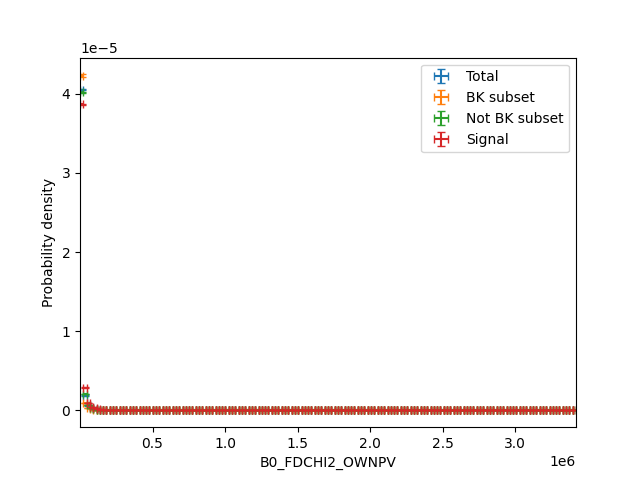 1e−5
Total
BK subset
Not BK subset
Signal
4
3
2
1
0
Probability density
0.5 1.0 1.5 2.0 2.5 3.0
B0_FDCHI2_OWNPV
1e6